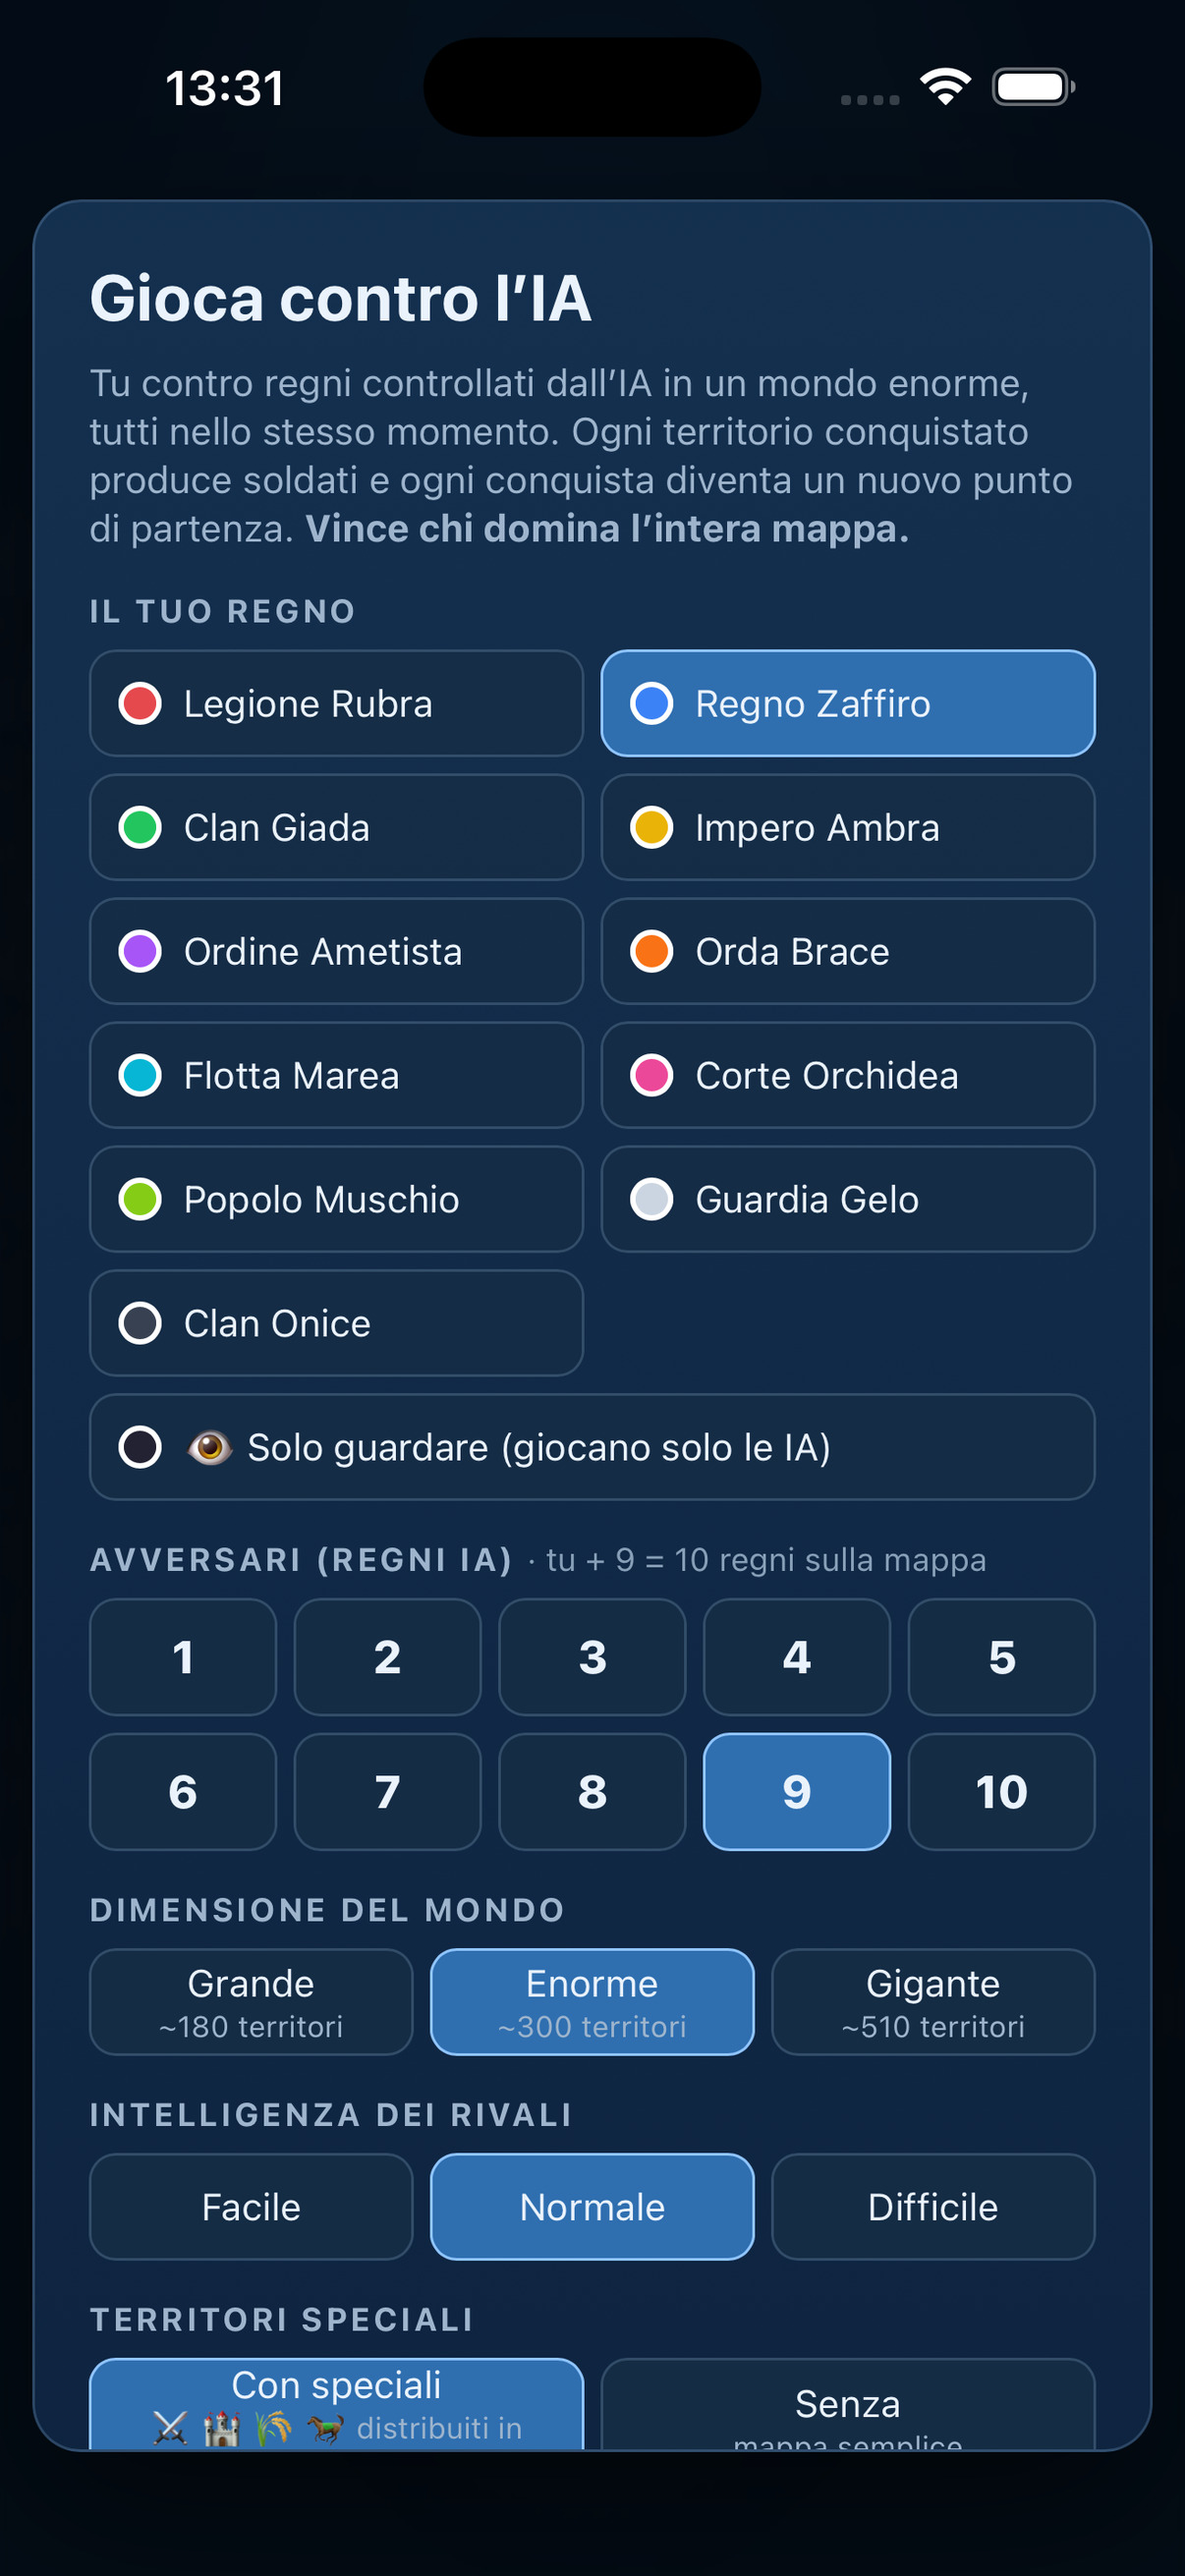 13:31
Gioca contro l’IA
Tu contro regni controllati dall’IA in un mondo enorme,
tutti nello stesso momento. Ogni territorio conquistato
produce soldati e ogni conquista diventa un nuovo punto
di partenza. Vince chi domina l’intera mappa.
IL TUO REGNO
Legione Rubra
Regno Zaffiro
Clan Giada
Impero Ambra
Ordine Ametista
Orda Brace
Flotta Marea
Corte Orchidea
Popolo Muschio
Guardia Gelo
Clan Onice
👁️ Solo guardare (giocano solo le IA)
AVVERSARI (REGNI IA) · tu + 9 = 10 regni sulla mappa
1
2
3
4
5
6
7
8
9
10
DIMENSIONE DEL MONDO
Grande
~180 territori
Enorme
~300 territori
Gigante
~510 territori
INTELLIGENZA DEI RIVALI
Facile
Normale
Difficile
TERRITORI SPECIALI
Con speciali
⚔️ 🏰 🌾 🐎 distribuiti in
Senza
mappa semplice